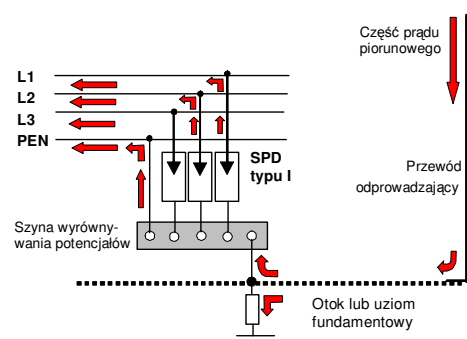 Część prądu
piorunowego
L1
L2
L3
PEN
SPD
typu I
Przewód
odprowadzający
Szyna wyrówny-
wania potencjałów
Otok lub uziom
fundamentowy